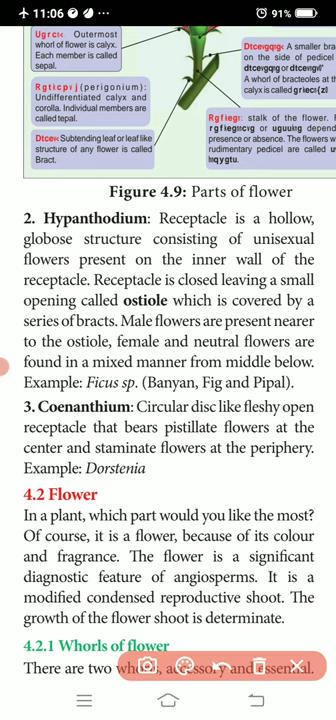 11:06
91%
Ugrcn: Outermost
whorl of flower is calyx.
Each member is called
sepal.
Rgtkcpvj (perigonium):
Undifferentiated calyx and
corolla. Individual members are
called tepal.
Subtending leaf or leaf like
structure of any flower is called
Bract.
A smaller bra
on the side of pedicel
or
A whorl of bracteoles at th
calyx is called
stalk of the flower.
or depend
presence or absence. The flowers w
rudimentary pedicel are called
Figure 4.9: Parts of flower
2. Hypanthodium: Receptacle is a hollow,
globose structure consisting of unisexual
flowers present on the inner wall of the
receptacle. Receptacle is closed leaving a small
opening called ostiole which is covered by a
series of bracts. Male flowers are present nearer
to the ostiole, female and neutral flowers are
found in a mixed manner from middle below.
Example: Ficus sp. (Banyan, Fig and Pipal).
3. Coenanthium: Circular disc like fleshy open
receptacle that bears pistillate flowers at the
center and staminate flowers at the periphery.
Example: Dorstenia
4.2 Flower
In a plant, which part would you like the most?
Of course, it is a flower, because of its colour
and fragrance. The flower is a significant
diagnostic feature of angiosperms. It is a
modified condensed reproductive shoot. The
growth of the flower shoot is determinate.
4.2.1 Whorls of flower
There are two whorls, accessory and essential.